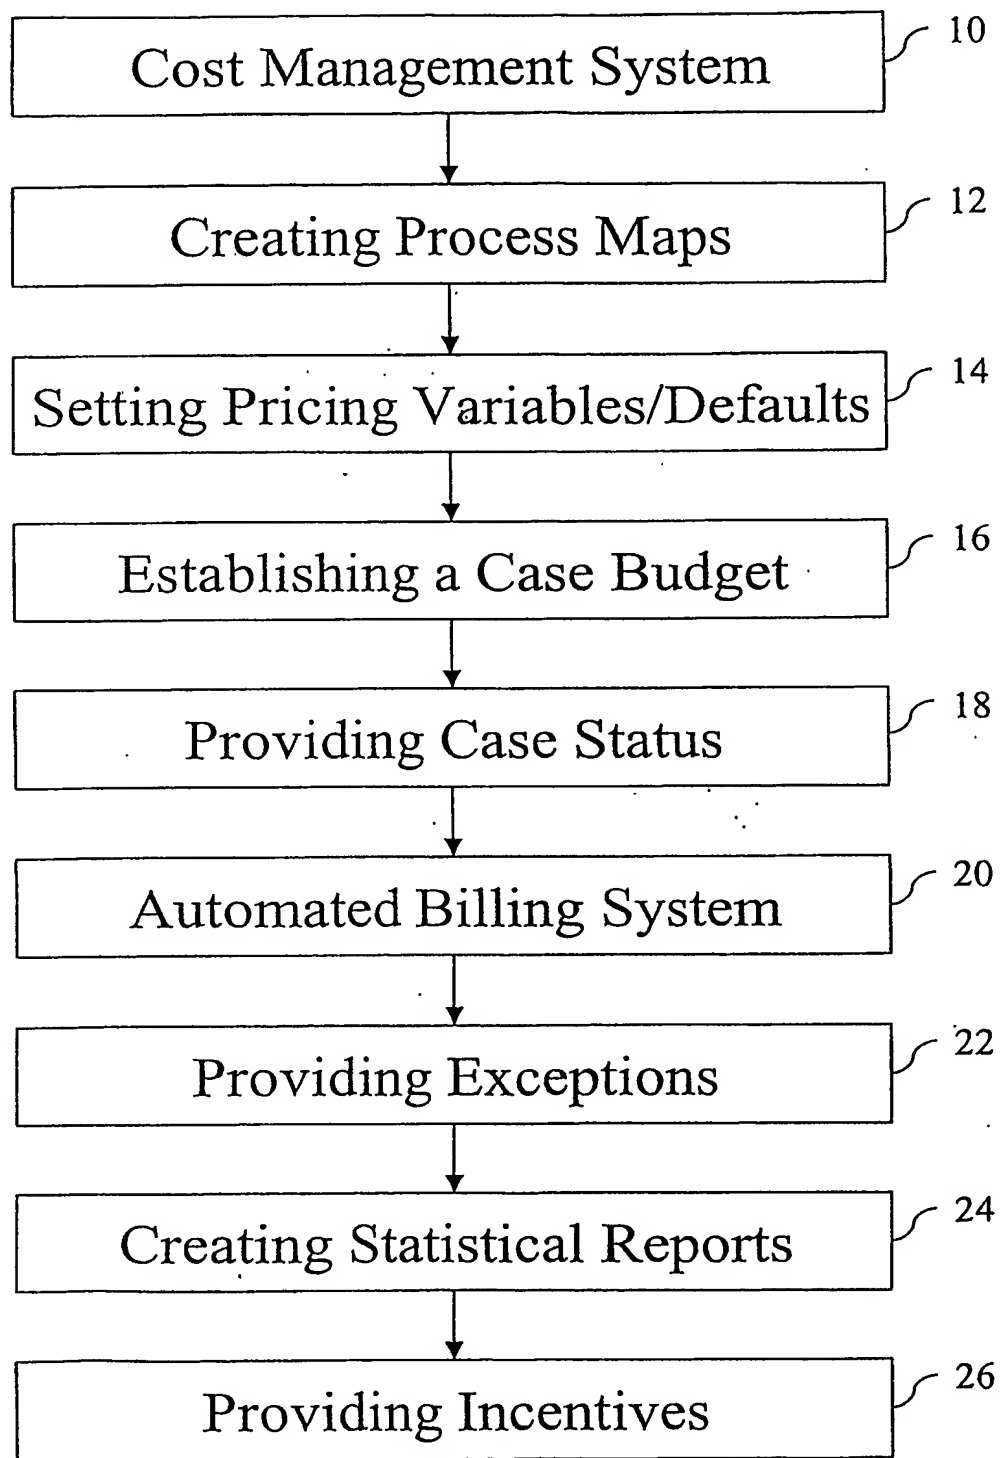 Cost Management System 10
Creating Process Maps 12
Setting Pricing Variables/Defaults 14
Establishing a Case Budget 16
Providing Case Status 18
Automated Billing System 20
Providing Exceptions 22
Creating Statistical Reports 24
Providing Incentives 26